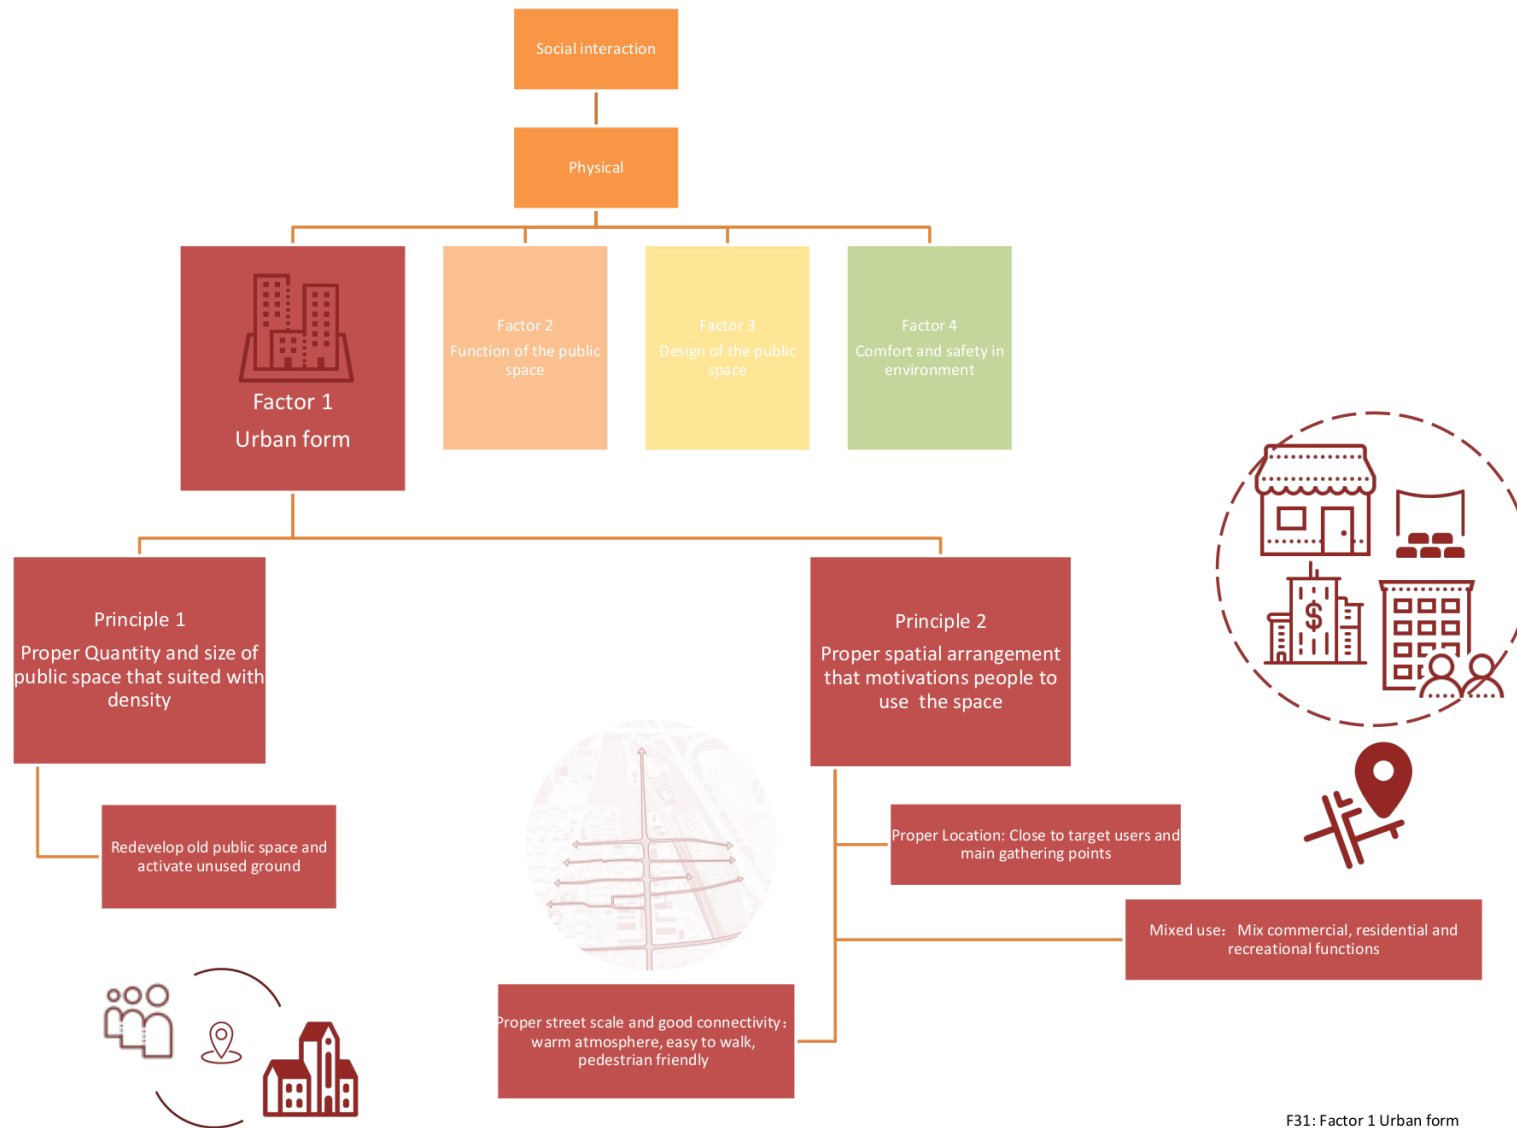 Social interaction
Physical
Factor 1
Urban form
Factor 2
Function of the public
space
Factor 3
Design of the public
space
Factor 4
Comfort and safety in
environment
Principle 1
Proper Quantity and size of
public space that suited with
density
Principle 2
Proper spatial arrangement
that motivations people to
use the space
Redevelop old public space and
activate unused ground
Proper Location: Close to target users and
main gathering points
$
Mixed use： Mix commercial, residential and
recreational functions
Proper street scale and good connectivity：
warm atmosphere, easy to walk,
pedestrian friendly
F31: Factor 1 Urban form